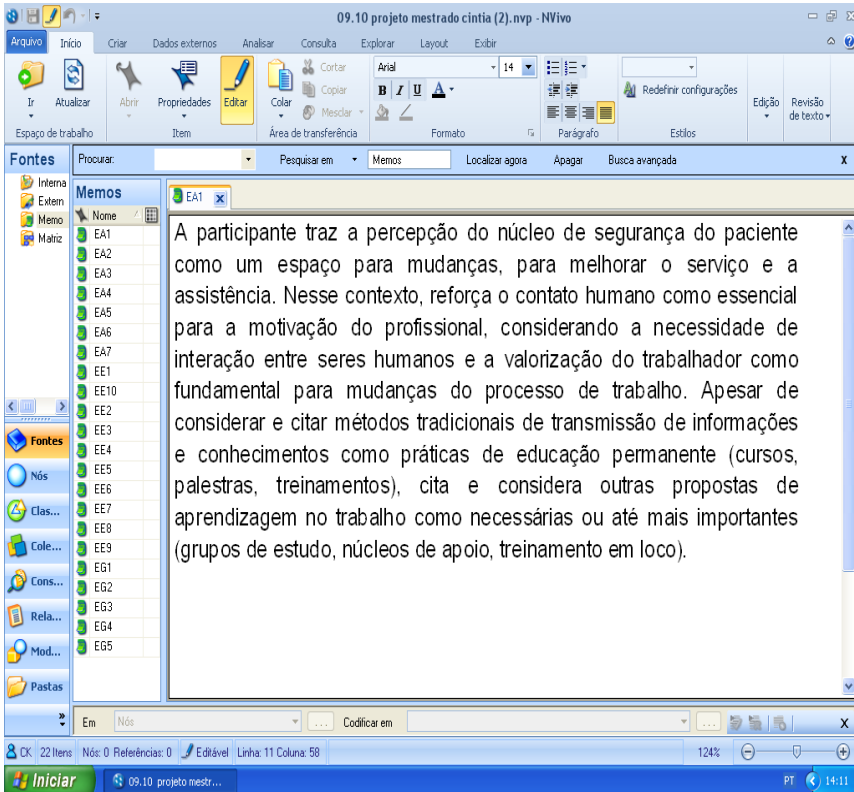 09.10 projeto mestrado cintia (2).nvp - NVivo
Arquivo Início Criar Dados externos Analisar Consulta Explorar Layout Exibir
Ir Atualizar Abrir Propriedades Editar Colar
Cortar
Copiar
Mesclar
Arial 14
B I U A
Redefinir configurações
Edição Revisão de texto
Espaço de trabalho Item Área de transferência Formato Parágrafo Estilos
Fontes
Procurar: Pesquisar em Memos Localizar agora Apagar Busca avançada X
Interna
Extern
Memo
Matriz
Memos
Nome
EA1
EA2
EA3
EA4
EA5
EA6
EA7
EE1
EE10
EE2
EE3
EE4
EE5
EE6
EE7
EE8
EE9
EG1
EG2
EG3
EG4
EG5
EA1 x
A participante traz a percepção do núcleo de segurança do paciente
como um espaço para mudanças, para melhorar o serviço e a
assistência. Nesse contexto, reforça o contato humano como essencial
para a motivação do profissional, considerando a necessidade de
interação entre seres humanos e a valorização do trabalhador como
fundamental para mudanças do processo de trabalho. Apesar de
considerar e citar métodos tradicionais de transmissão de informações
e conhecimentos como práticas de educação permanente (cursos,
palestras, treinamentos), cita e considera outras propostas de
aprendizagem no trabalho como necessárias ou até mais importantes
(grupos de estudo, núcleos de apoio, treinamento em loco).
Fontes
Nós
Clas...
Cole...
Cons...
Rela...
Mod...
Pastas
Em Nós ... Codificar em ... X
CK 22 Itens Nós: 0 Referências: 0 Editável Linha: 11 Coluna: 58 124%
Iniciar 09.10 projeto mestr... PT 14:11